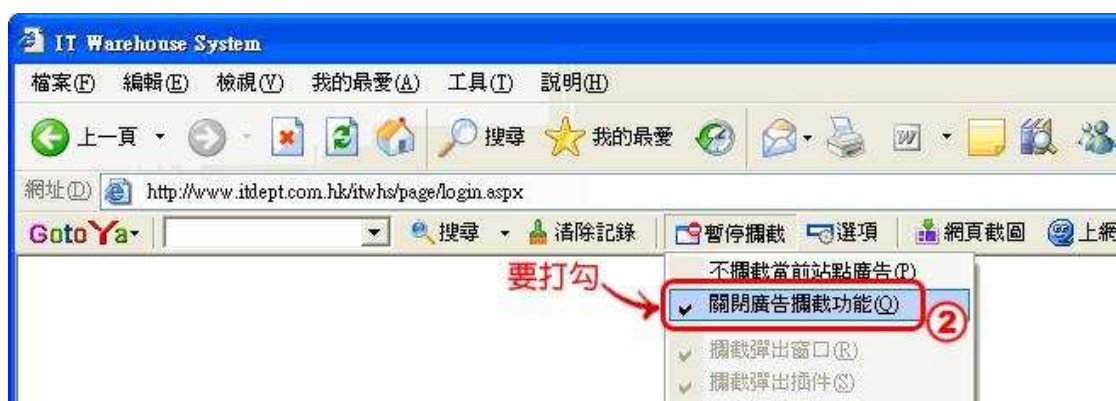 IT Warehouse System
檔案(F) 編輯(E) 檢視(V) 我的最愛(A) 工具(T) 說明(H)
上一頁 搜尋 我的最愛
網址(D) http://www.itdept.com.hk/itwhs/page/login.aspx
GotoYa 搜尋 清除記錄 暫停攔截 選項 網頁截圖 上網
不攔截當前站點廣告(P)
要打勾
關閉廣告攔截功能(Q)
②
攔截彈出窗口(R)
攔截彈出插件(S)